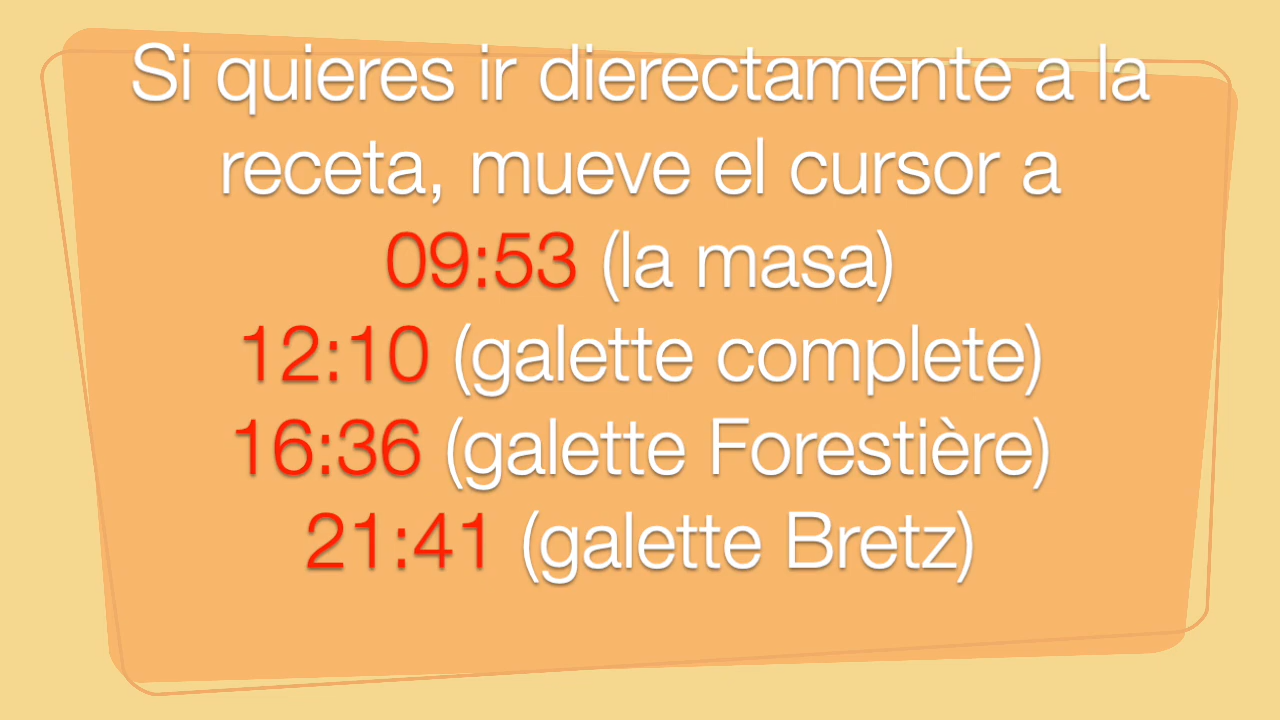 Si quieres ir dierectamente a la
receta, mueve el cursor a
09:53 (la masa)
12:10 (galette complete)
16:36 (galette Forestière)
21:41 (galette Bretz)